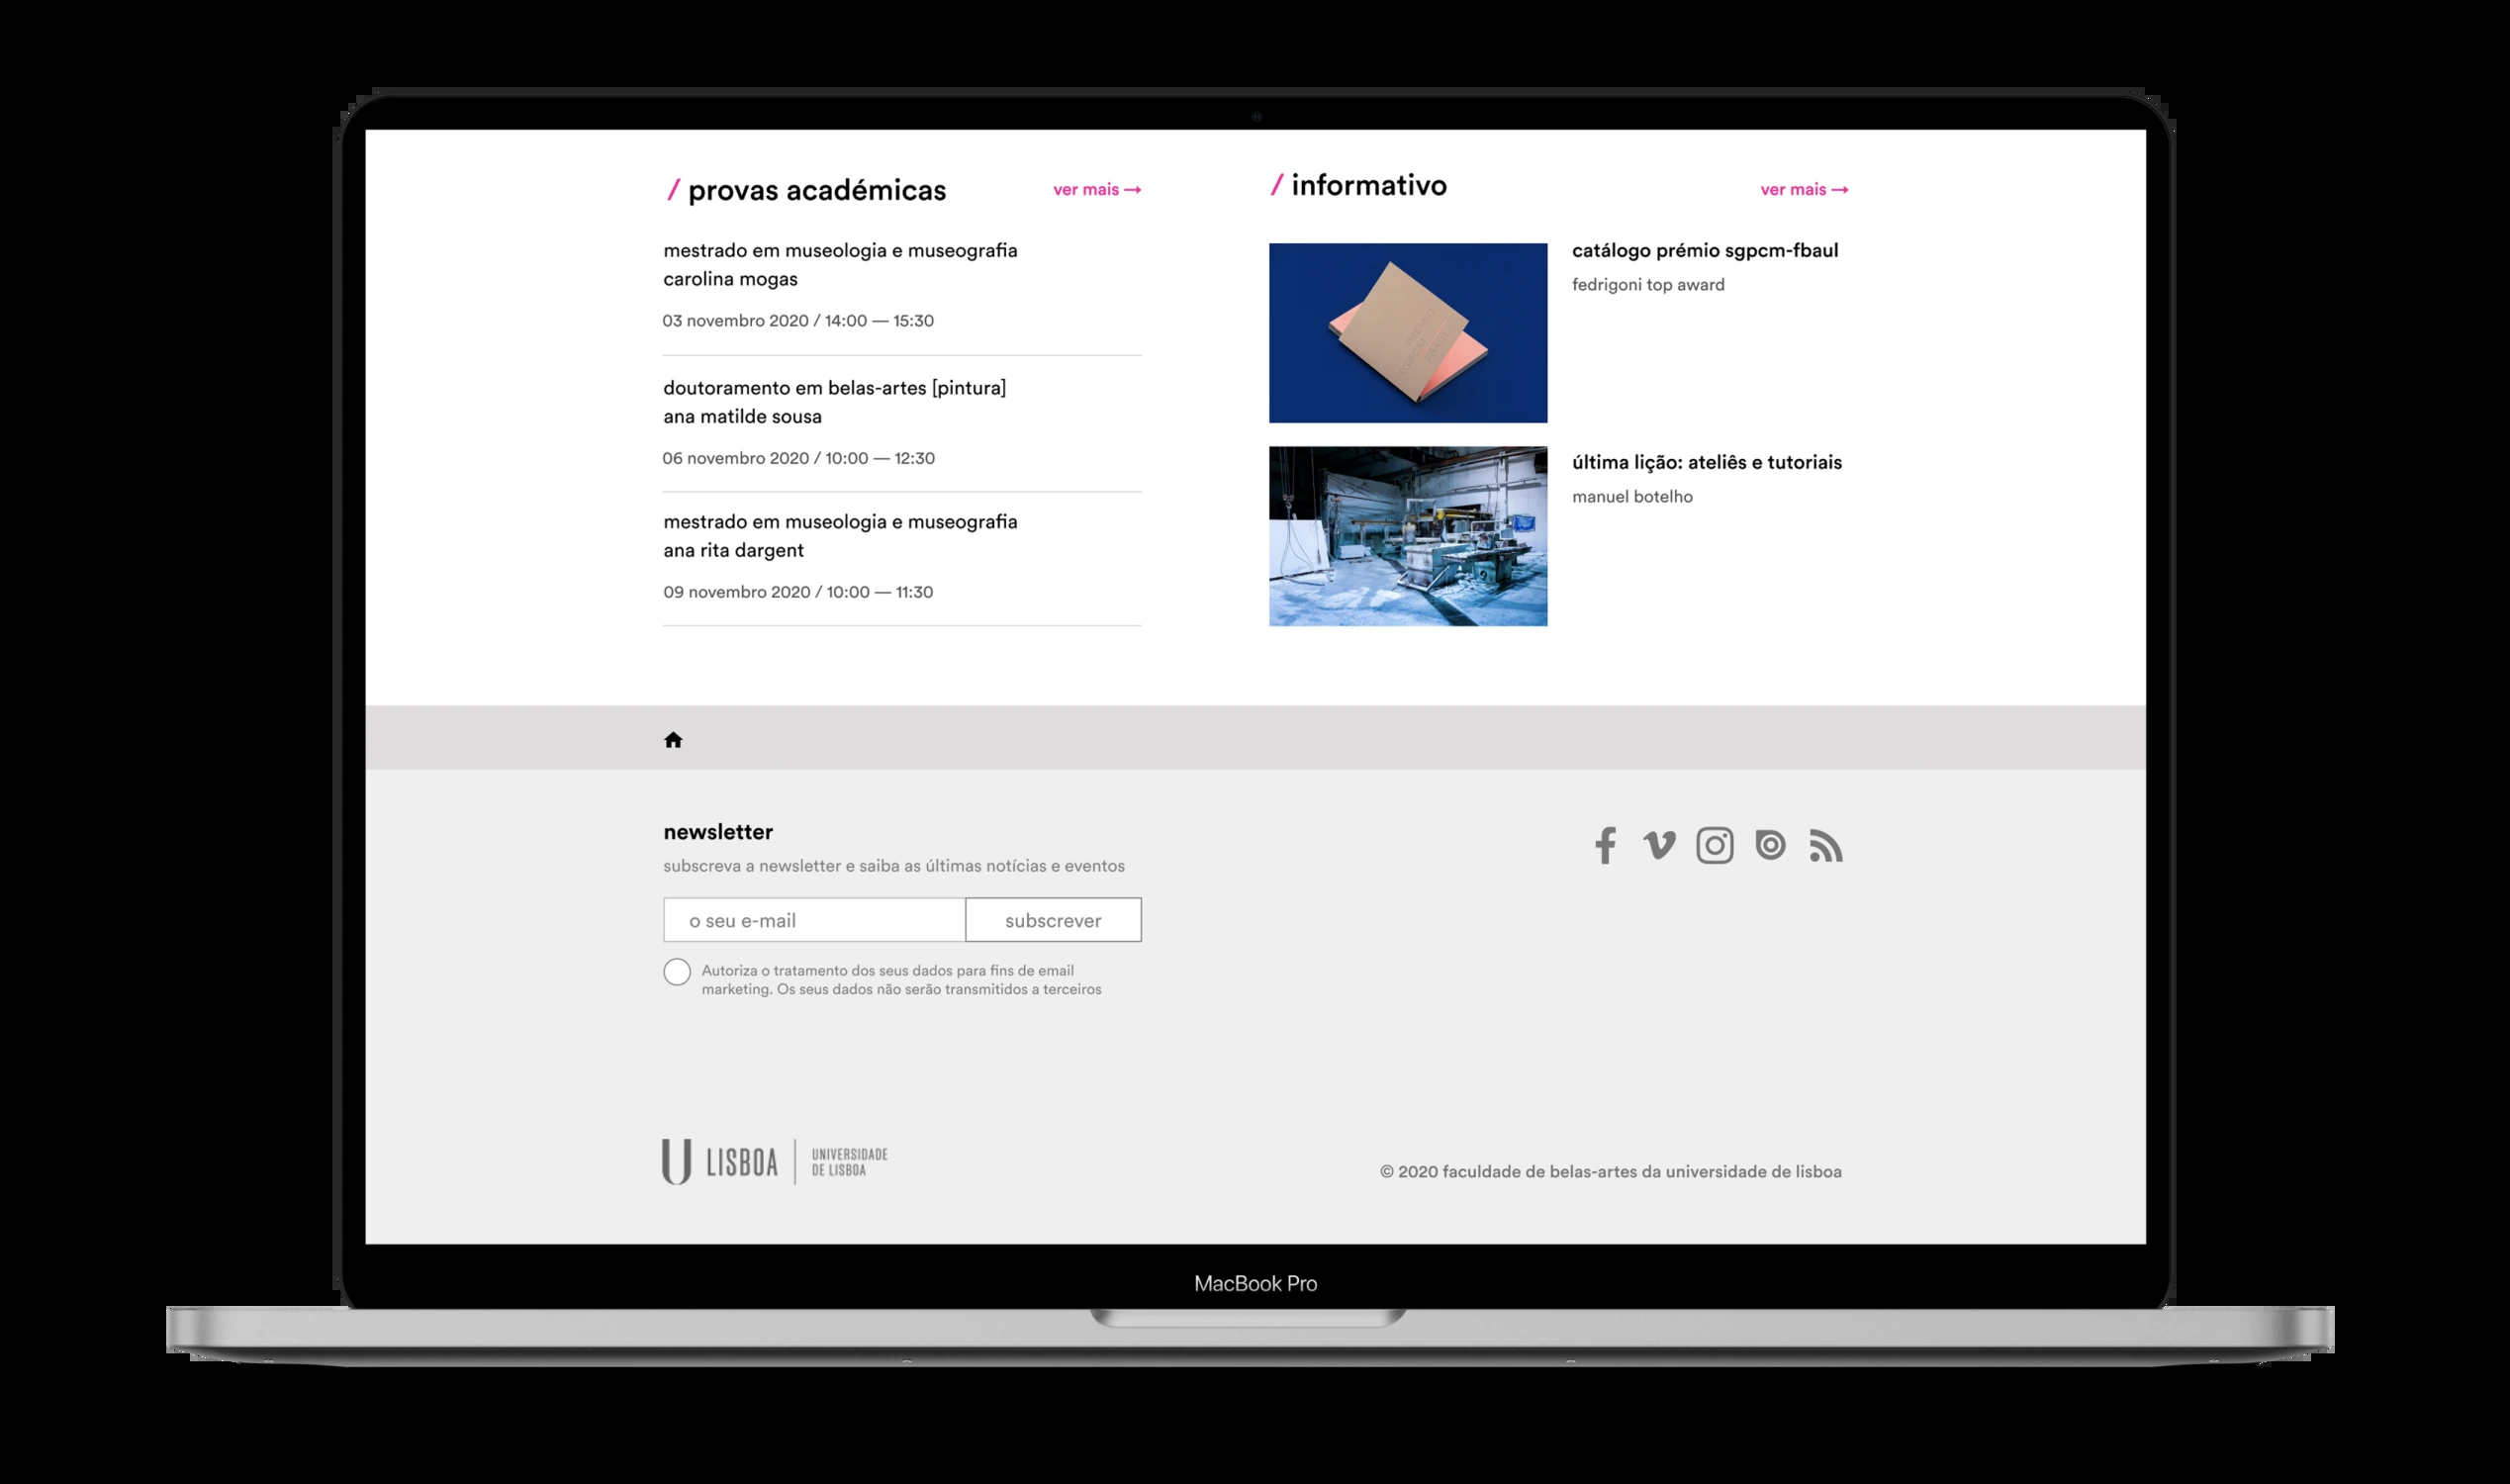 / provas académicas
ver mais →
mestrado em museologia e museografia
carolina mogas
03 novembro 2020 / 14:00 — 15:30
doutoramento em belas-artes [pintura]
ana matilde sousa
06 novembro 2020 / 10:00 — 12:30
mestrado em museologia e museografia
ana rita dargent
09 novembro 2020 / 10:00 — 11:30
/ informativo
ver mais →
PRÉMIO
SGPCM
FBAUL
catálogo prémio sgpcm-fbaul
fedrigoni top award
última lição: ateliês e tutoriais
manuel botelho
newsletter
subscreva a newsletter e saiba as últimas notícias e eventos
o seu e-mail
subscrever
Autoriza o tratamento dos seus dados para fins de email
marketing. Os seus dados não serão transmitidos a terceiros
U LISBOA
UNIVERSIDADE
DE LISBOA
© 2020 faculdade de belas-artes da universidade de lisboa
MacBook Pro